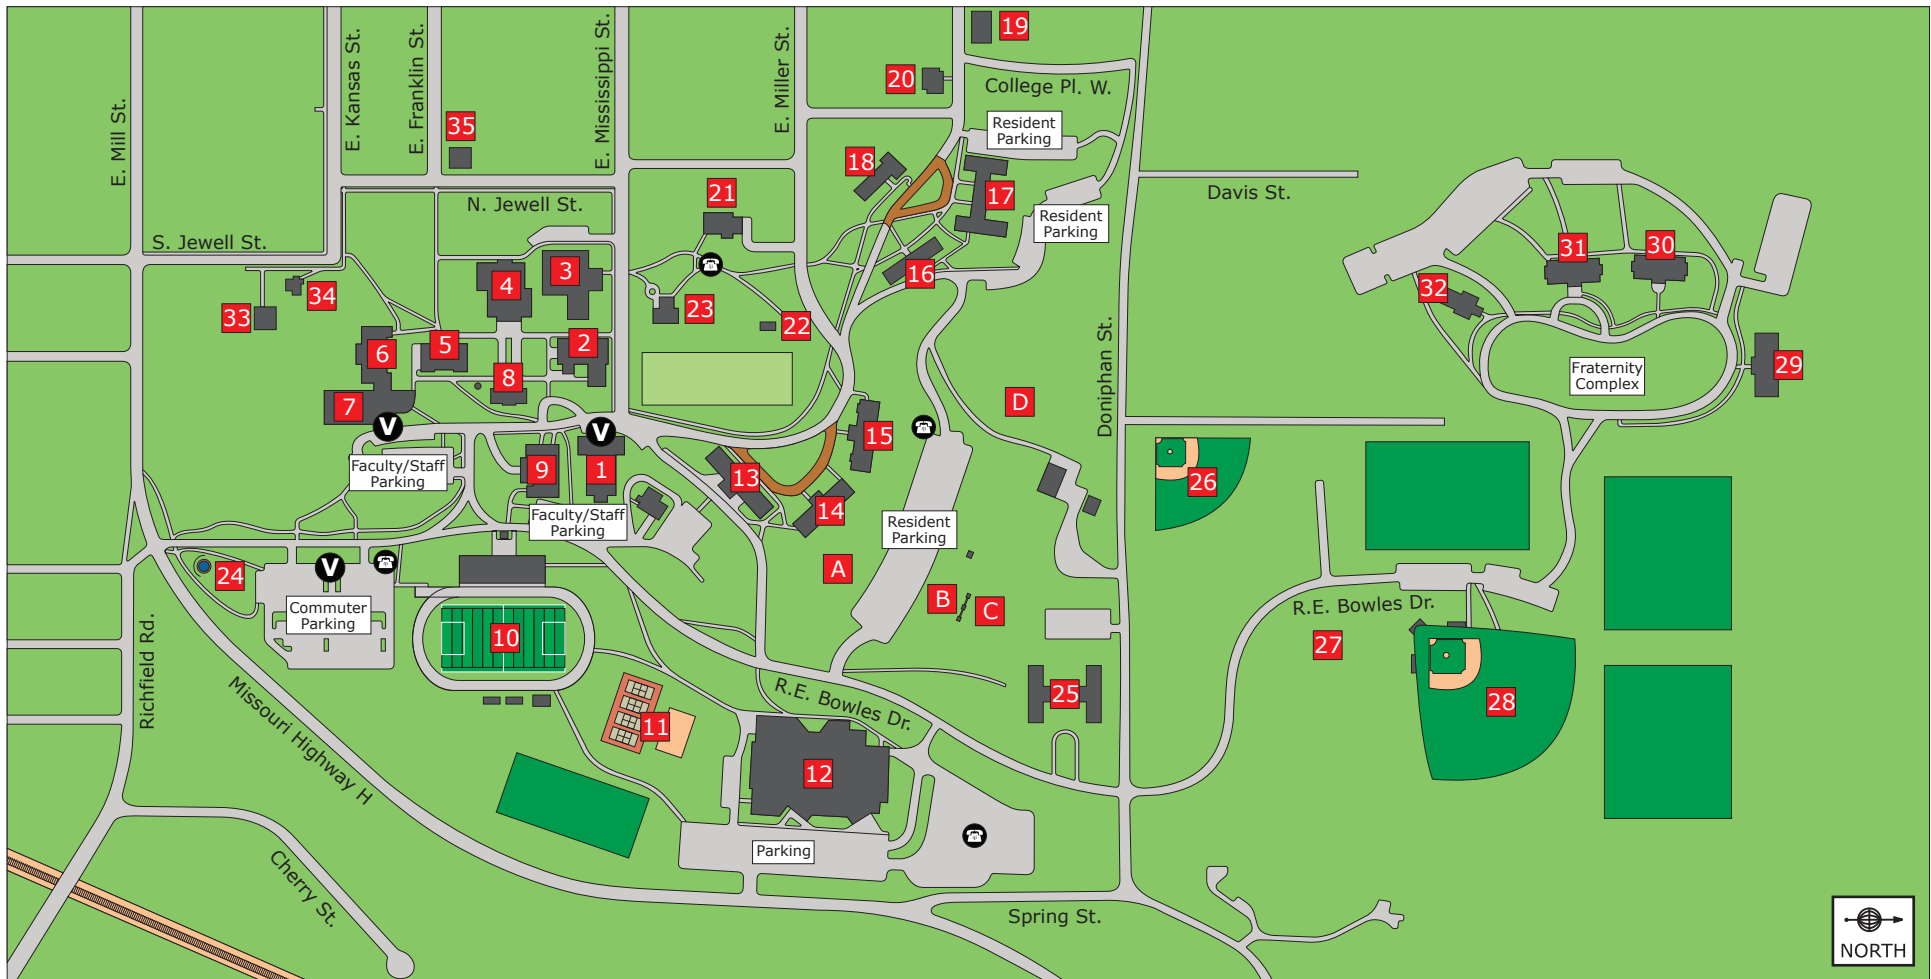 19
E. Mill St.
E. Kansas St.
E. Franklin St.
E. Mississippi St.
E. Miller St.
20
College Pl. W.
35
Resident
Parking
18
21
17
Davis St.
N. Jewell St.
Resident
Parking
S. Jewell St.
3
4
16
31
30
34
33
23
22
32
5
2
6
8
Doniphan St.
Fraternity
Complex
29
7
D
V
V
15
9
1
Faculty/Staff
Parking
13
26
14
Faculty/Staff
Parking
Resident
Parking
V
24
A
B
C
Commuter
Parking
R.E. Bowles Dr.
10
27
Richfield Rd.
Missouri Highway H
R.E. Bowles Dr.
25
28
11
12
Parking
Cherry St.
Spring St.
NORTH